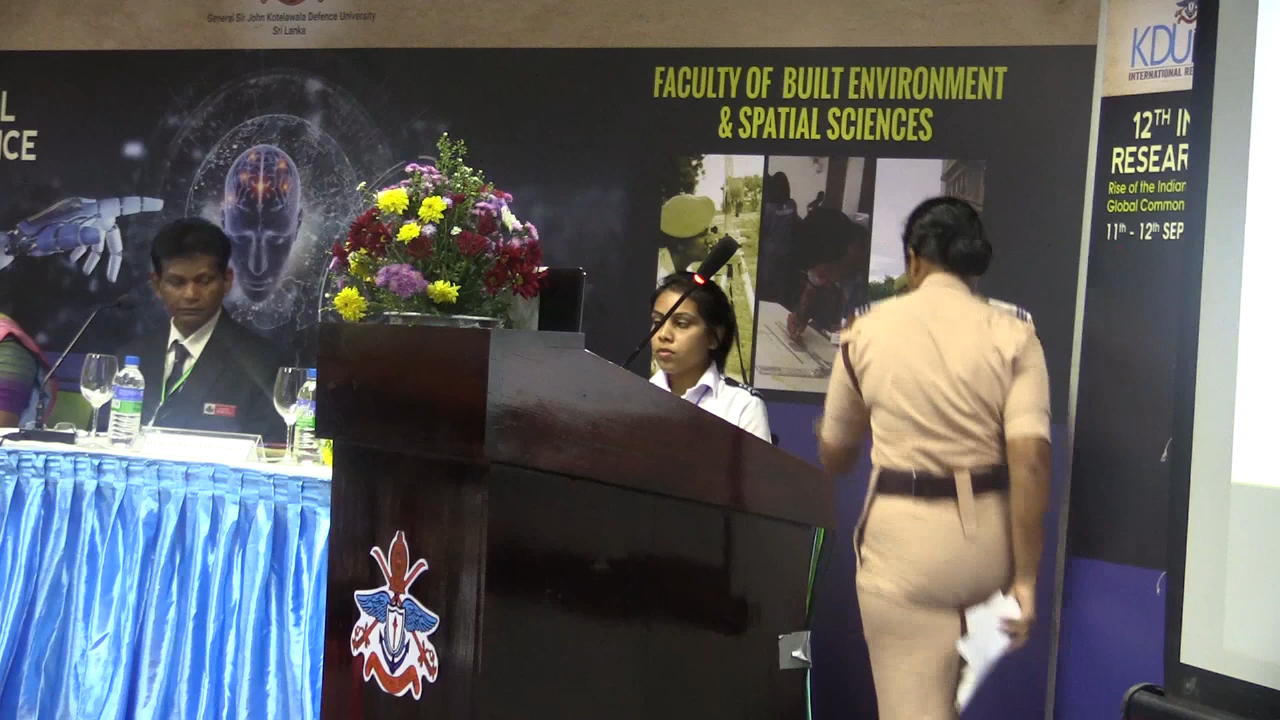 General Sir John Kotelawala Defence University
Sri Lanka
L
NCE
FACULTY OF BUILT ENVIRONMENT
& SPATIAL SCIENCES
KDU
INTERNATIONAL RE
12TH IN
RESEAR
Rise of the Indian
Global Common
11th - 12th SEP